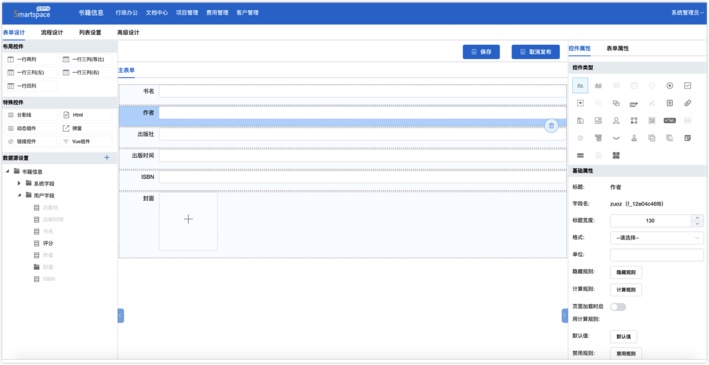 Smartspace 书籍信息 行政办公 文档中心 项目管理 费用管理 客户管理 系统管理员
表单设计 流程设计 列表设置 高级设计
布局控件
一行两列 一行三列(等比)
一行三列(左) 一行三列(右)
一行四列
特殊控件
分割线 Html
动态组件 弹窗
链接控件 Vue组件
数据源设置 +
书籍信息
系统字段
用户字段
出版社
出版时间
书名
评分
作者
封面
ISBN
保存 取消发布
主表单
书名
作者
出版社
出版时间
ISBN
封面
控件属性 表单属性
控件类型
HTML
基础属性
标题: 作者
标题宽度: 130
格式: --请选择--
单位:
隐藏规则: 隐藏规则
计算规则: 计算规则
页面加载时启
用计算规则:
默认值: 默认值
禁用规则: 禁用规则